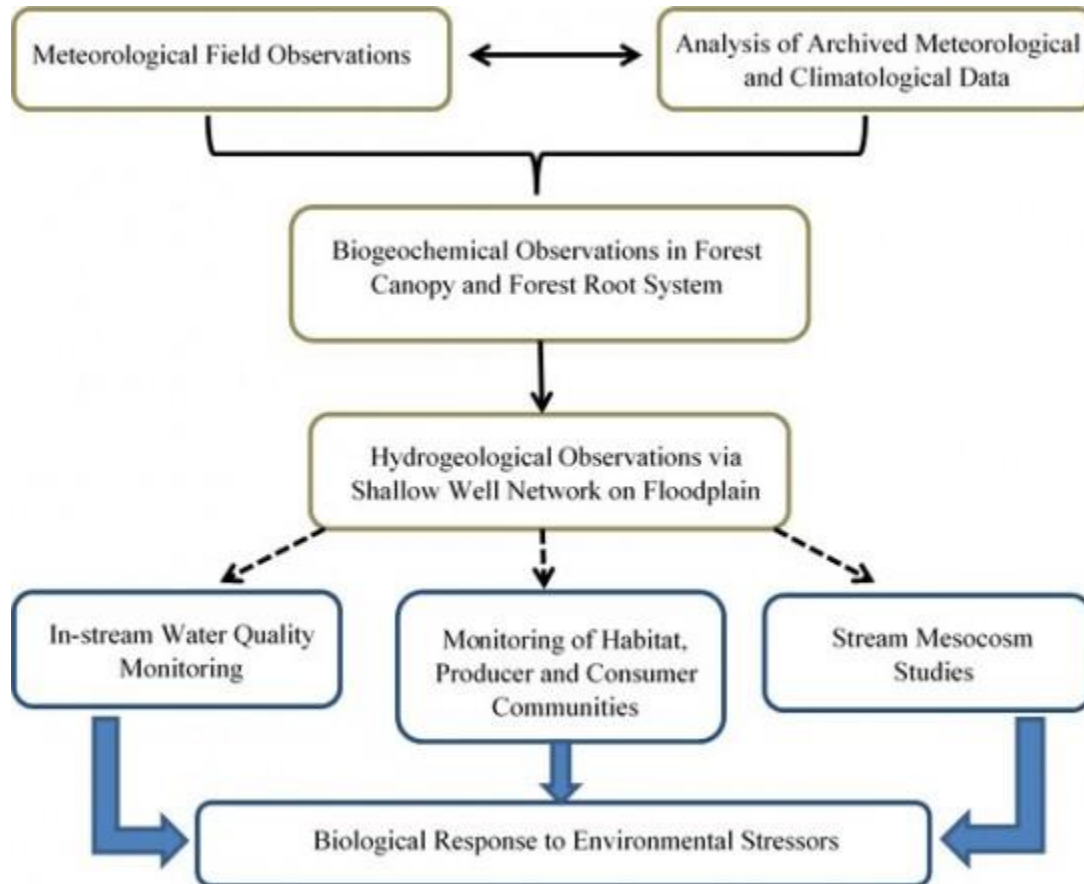 Meteorological Field Observations
Analysis of Archived Meteorological
and Climatological Data
Biogeochemical Observations in Forest
Canopy and Forest Root System
Hydrogeological Observations via
Shallow Well Network on Floodplain
In-stream Water Quality
Monitoring
Monitoring of Habitat,
Producer and Consumer
Communities
Stream Mesocosm
Studies
Biological Response to Environmental Stressors